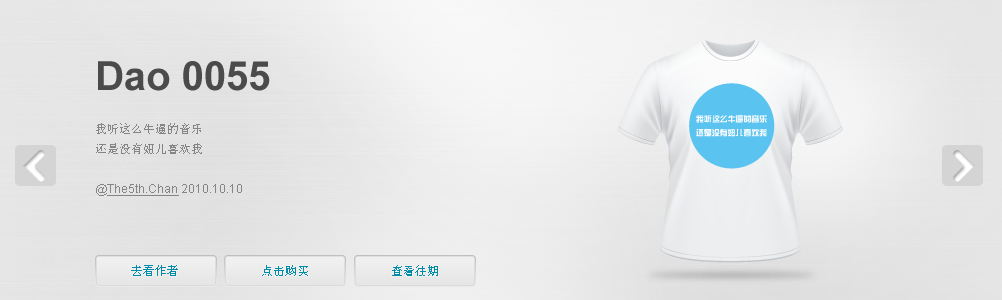 Dao 0055
我听这么牛逼的音乐
还是没有妞儿喜欢我
@The5th.Chan 2010.10.10
去看作者
点击购买
查看往期
我听这么牛逼的音乐
还是没有妞儿喜欢我